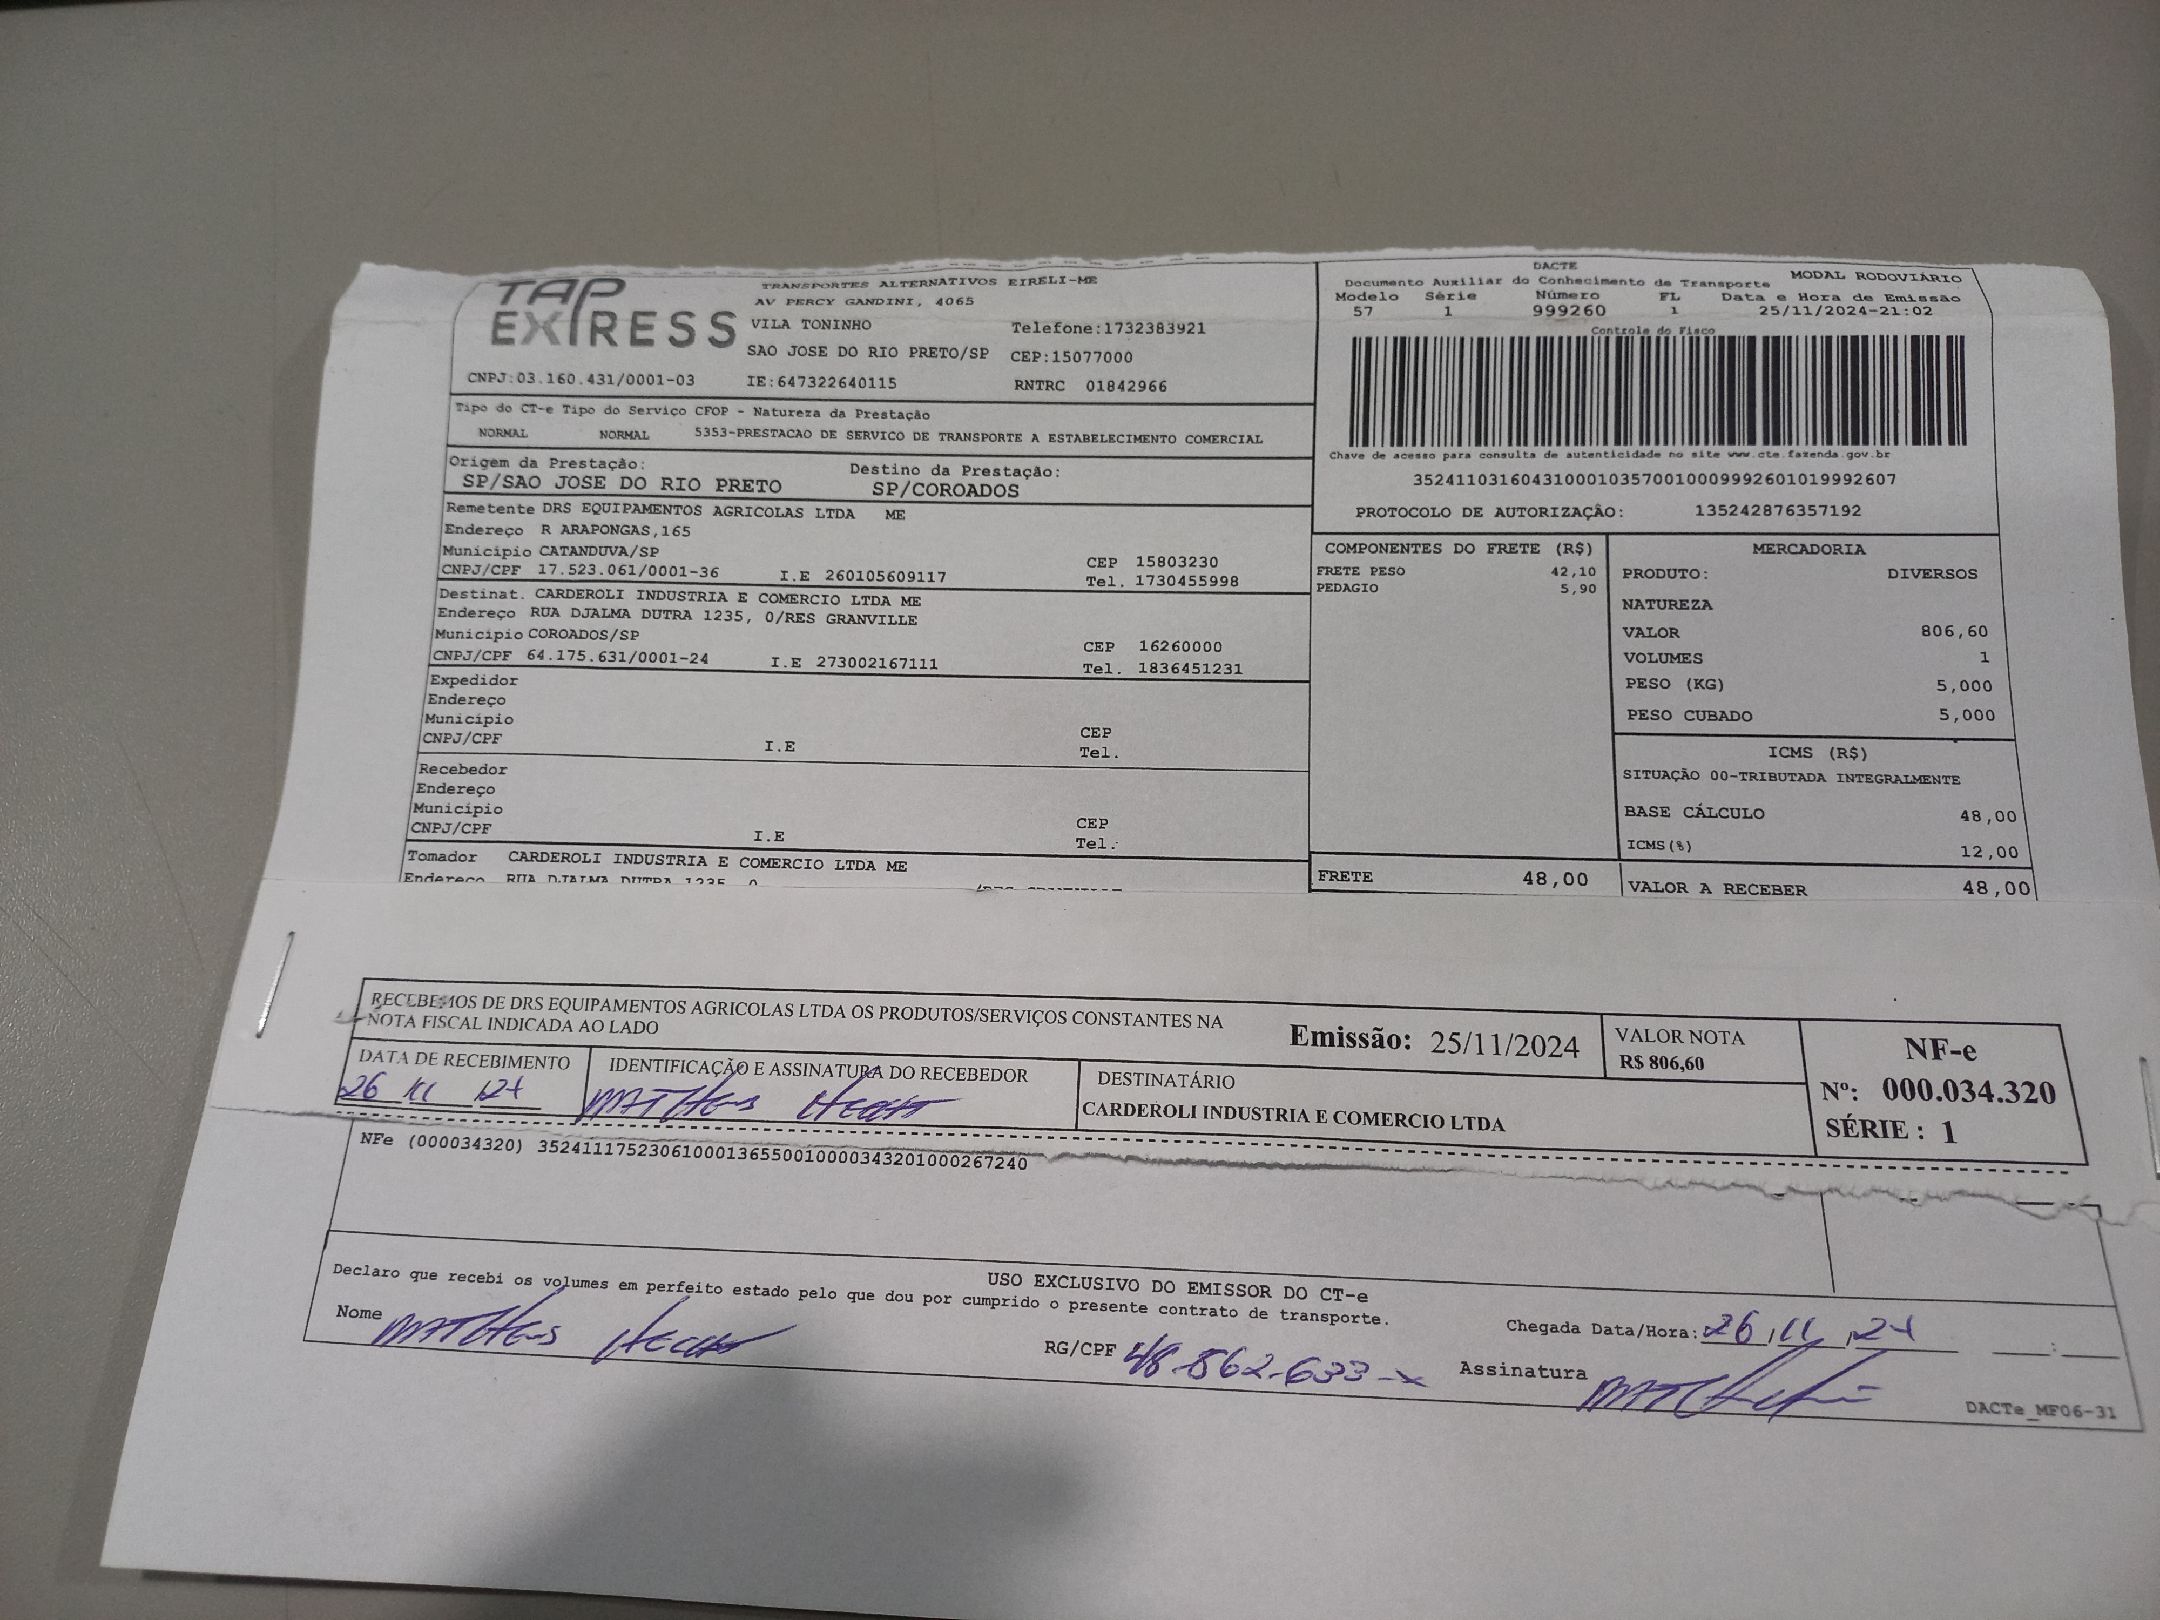 TAP EXPRESS
TRANSPORTES ALTERNATIVOS EIRELI-ME
AV PERCY GANDINI, 4065
VILA TONINHO Telefone:1732383921
SAO JOSE DO RIO PRETO/SP CEP:15077000
CNPJ:03.160.431/0001-03 IE:647322640115 RNTRC 01842966
DACTE
MODAL RODOVIÁRIO
Documento Auxiliar do Conhecimento de Transporte
Modelo Série Número FL Data e Hora de Emissão
57 1 999260 1 25/11/2024-21:02
Controle do Fisco
Chave de acesso para consulta de autenticidade no site www.cte.fazenda.gov.br
35241103160431000103570010009992601019992607
PROTOCOLO DE AUTORIZAÇÃO: 135242876357192
Tipo do CT-e Tipo do Serviço CFOP - Natureza da Prestação
NORMAL NORMAL 5353-PRESTACAO DE SERVICO DE TRANSPORTE A ESTABELECIMENTO COMERCIAL
Origem da Prestação: Destino da Prestação:
SP/SAO JOSE DO RIO PRETO SP/COROADOS
Remetente DRS EQUIPAMENTOS AGRICOLAS LTDA ME
Endereço R ARAPONGAS,165
Município CATANDUVA/SP CEP 15803230
CNPJ/CPF 17.523.061/0001-36 I.E 260105609117 Tel. 1730455998
Destinat. CARDEROLI INDUSTRIA E COMERCIO LTDA ME
Endereço RUA DJALMA DUTRA 1235, 0/RES GRANVILLE
Município COROADOS/SP CEP 16260000
CNPJ/CPF 64.175.631/0001-24 I.E 273002167111 Tel. 1836451231
Expedidor
Endereço
Município CEP
CNPJ/CPF I.E Tel.
Recebedor
Endereço
Município CEP
CNPJ/CPF I.E Tel.
Tomador CARDEROLI INDUSTRIA E COMERCIO LTDA ME
Endereço RUA DJALMA DUTRA 1235, 0
COMPONENTES DO FRETE (R$)
FRETE PESO 42,10
PEDAGIO 5,90
FRETE 48,00
MERCADORIA
PRODUTO: DIVERSOS
NATUREZA
VALOR 806,60
VOLUMES 1
PESO (KG) 5,000
PESO CUBADO 5,000
ICMS (R$)
SITUAÇÃO 00-TRIBUTADA INTEGRALMENTE
BASE CÁLCULO 48,00
ICMS(%) 12,00
VALOR A RECEBER 48,00
RECEBEMOS DE DRS EQUIPAMENTOS AGRICOLAS LTDA OS PRODUTOS/SERVIÇOS CONSTANTES NA
NOTA FISCAL INDICADA AO LADO
Emissão: 25/11/2024
VALOR NOTA
R$ 806,60
NF-e
Nº: 000.034.320
SÉRIE : 1
DATA DE RECEBIMENTO
26 11 24
IDENTIFICAÇÃO E ASSINATURA DO RECEBEDOR
MATHEUS HECHT
DESTINATÁRIO
CARDEROLI INDUSTRIA E COMERCIO LTDA
NFe (000034320) 35241117523061000136550010000343201000267240
USO EXCLUSIVO DO EMISSOR DO CT-e
Declaro que recebi os volumes em perfeito estado pelo que dou por cumprido o presente contrato de transporte.
Nome MATHEUS HECHT
RG/CPF 48-862-633-x
Chegada Data/Hora: 26/11/24 :
Assinatura
DACTe_MF06-31